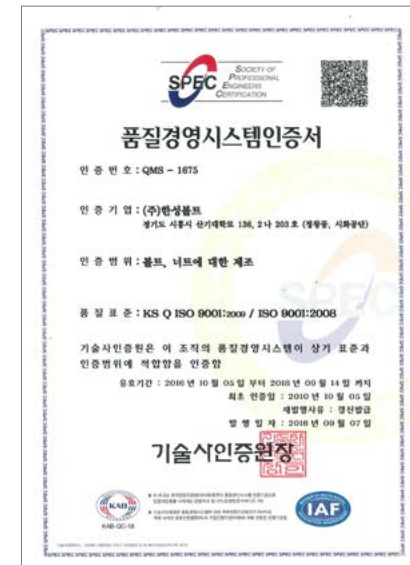 SPEC
SOCIETY OF
PROFESSIONAL
ENGINEERS
CERTIFICATION
품질경영시스템인증서
인 증 번 호 : QMS - 1675
인 증 기 업 : (주)한성볼트
경기도 시흥시 산기대학로 136, 2나 203호 (정왕동, 시화공단)
인 증 범 위 : 볼트, 너트에 대한 제조
품 질 표 준 : KS Q ISO 9001:2009 / ISO 9001:2008
기술사인증원은 이 조직의 품질경영시스템이 상기 표준과
인증범위에 적합함을 인증함
유효기간 : 2016 년 10 월 05 일 부터 2018 년 09 월 14 일 까지
최초 인증일 : 2010 년 10 월 05 일
재발행사유 : 갱신발급
발 행 일 자 : 2016 년 09 월 07 일
기술사인증원장
KAB
KAB-QC-18
IAF